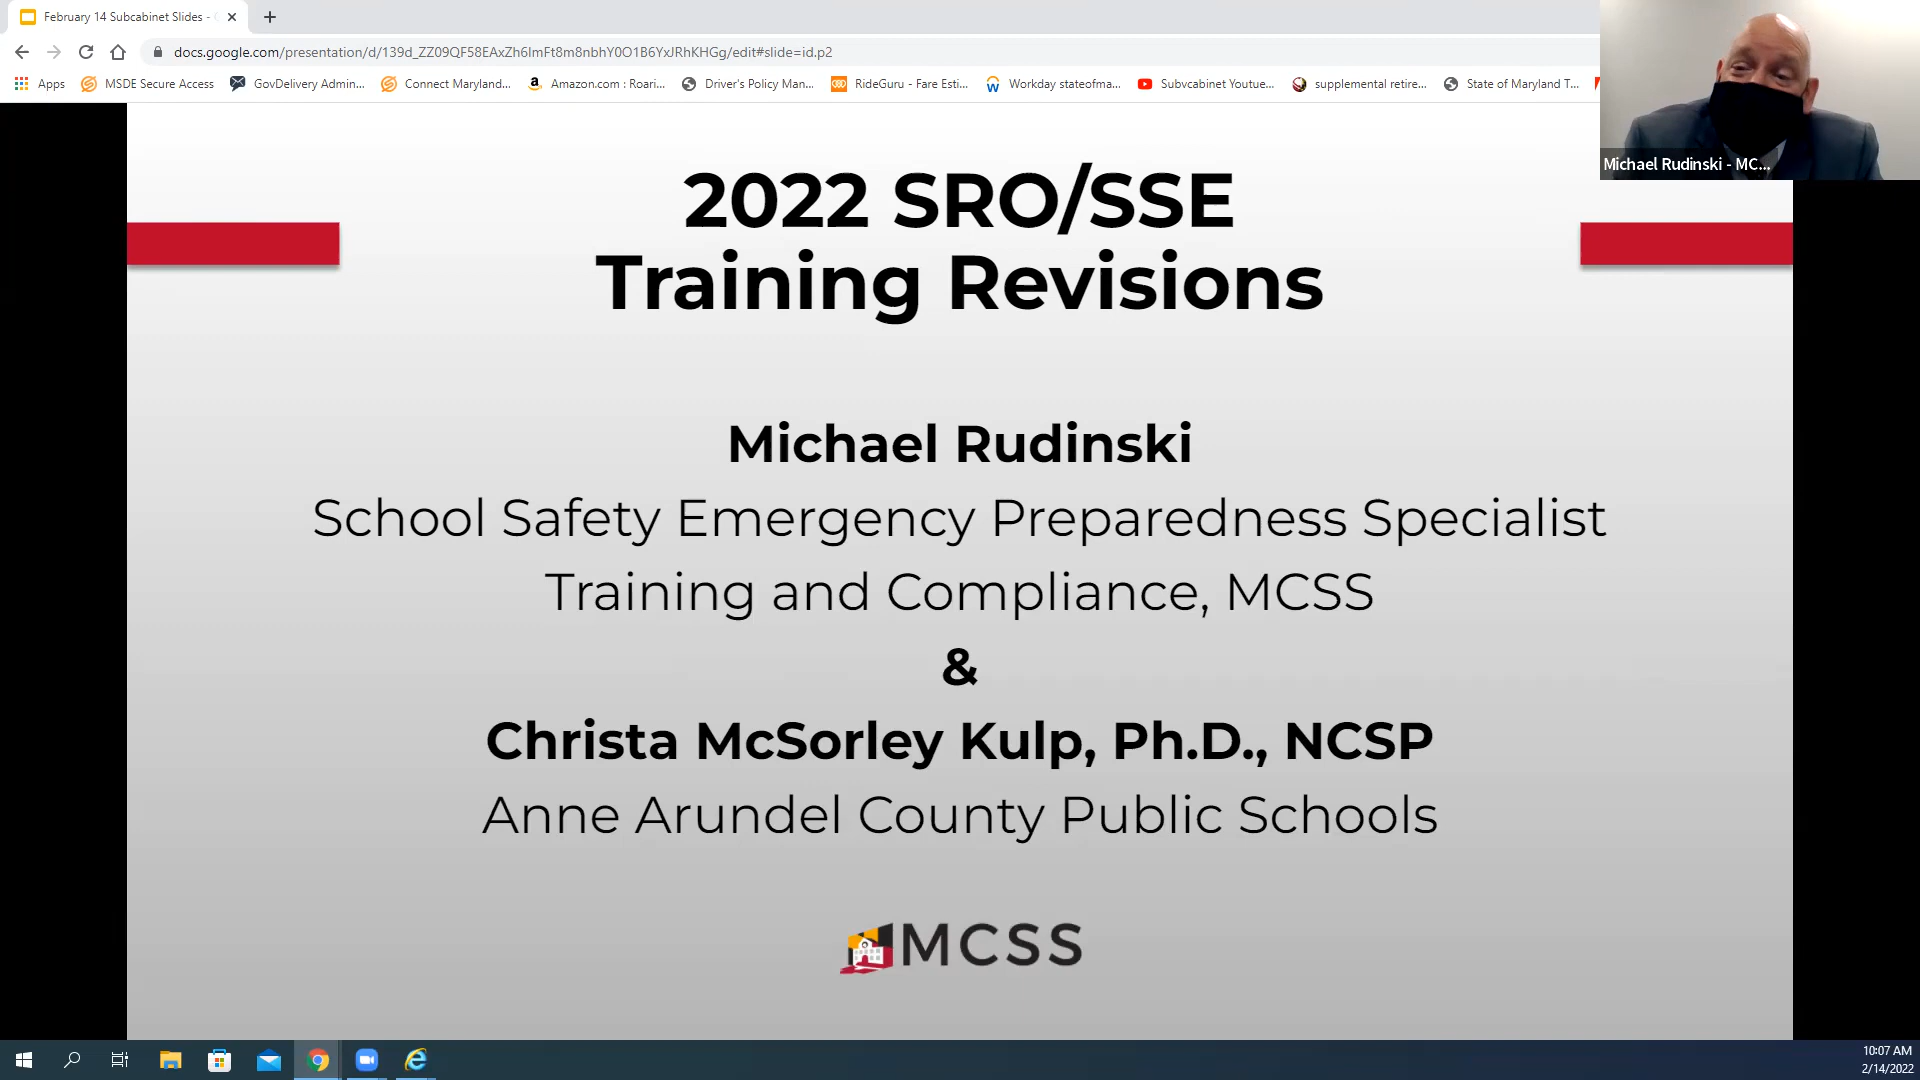 February 14 Subcabinet Slides -
docs.google.com/presentation/d/139d_ZZ09QF58EAxZh6lmFt8m8nbhY0O1B6YxJRhKHGg/edit#slide=id.p2
Apps
MSDE Secure Access
GovDelivery Admin...
Connect Maryland...
Amazon.com : Roari...
Driver's Policy Man...
RideGuru - Fare Esti...
Workday stateofma...
Subvcabinet Youtue...
supplemental retire...
State of Maryland T...
Michael Rudinski - MC...
2022 SRO/SSE
Training Revisions
Michael Rudinski
School Safety Emergency Preparedness Specialist
Training and Compliance, MCSS
&
Christa McSorley Kulp, Ph.D., NCSP
Anne Arundel County Public Schools
MCSS
10:07 AM
2/14/2022